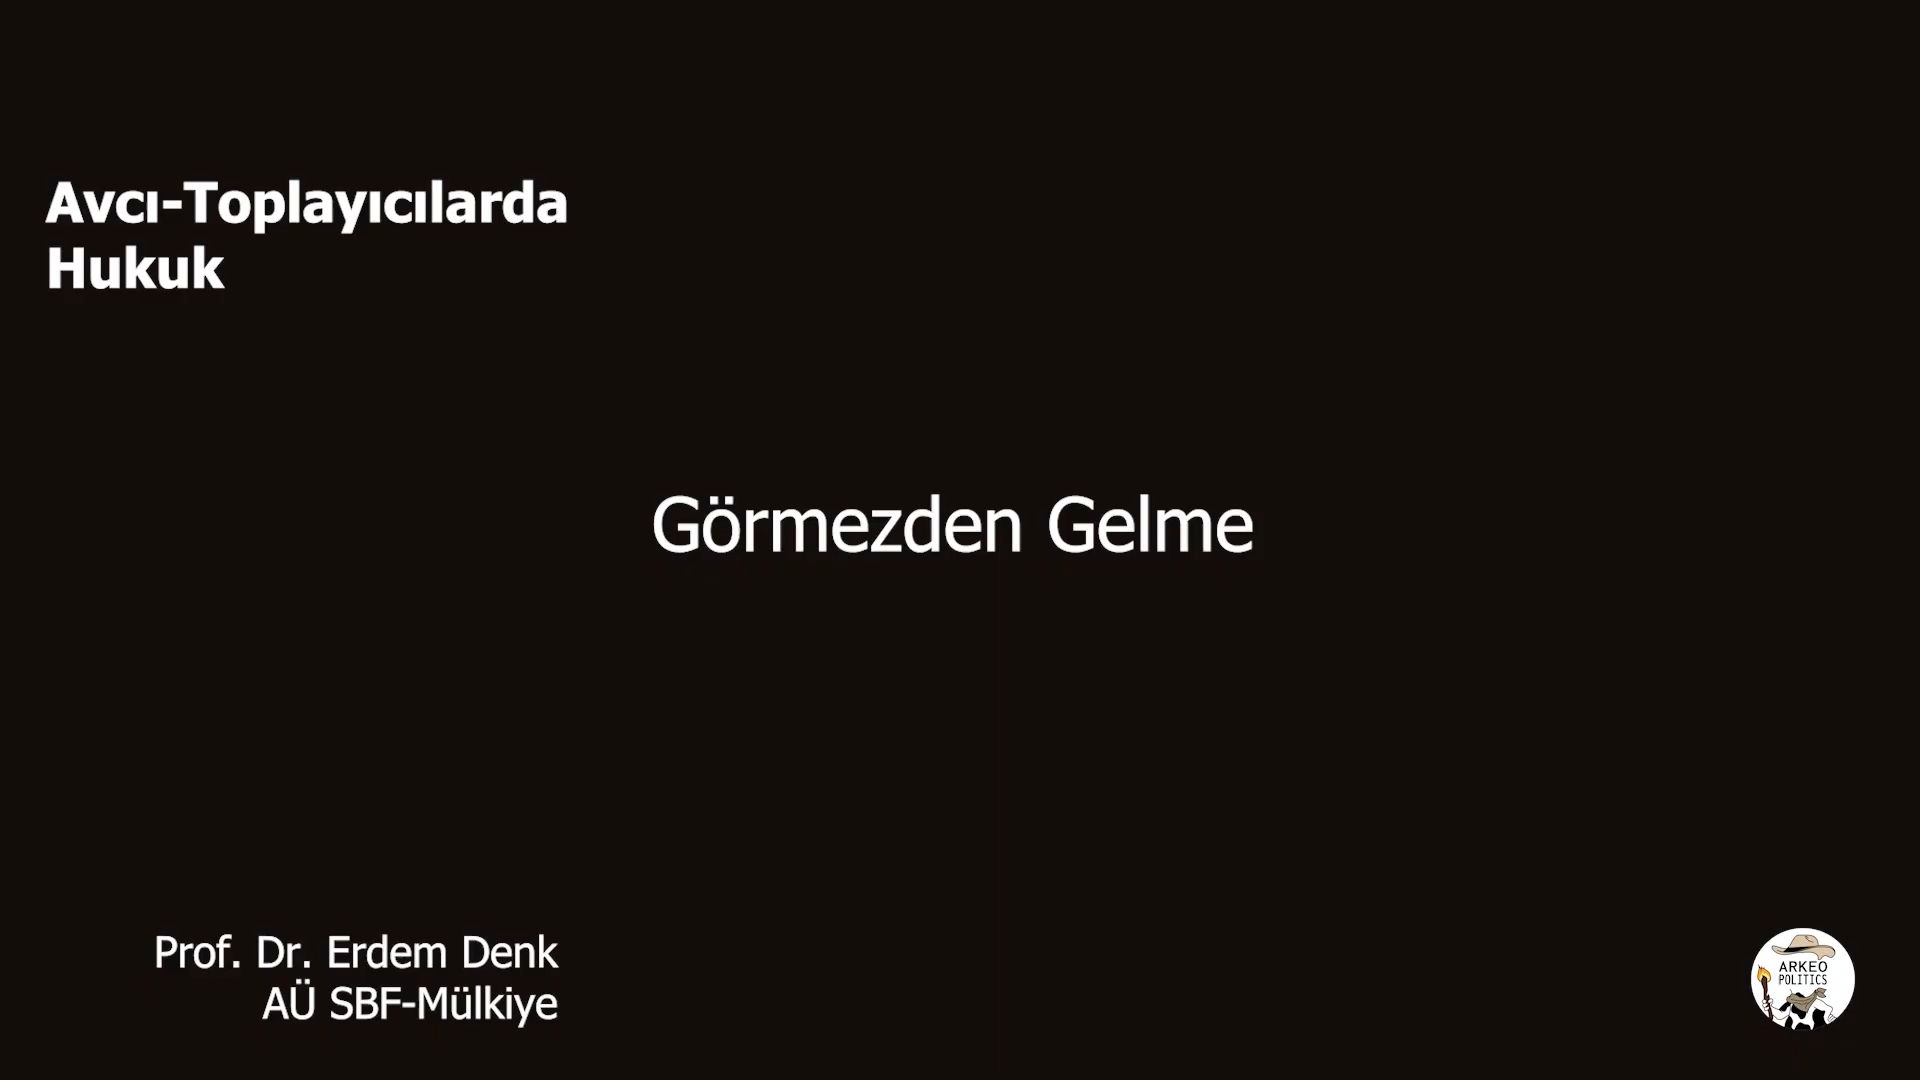 Avcı-Toplayıcılarda
Hukuk
Görmezden Gelme
Prof. Dr. Erdem Denk
AÜ SBF-Mülkiye
ARKEO
POLITICS